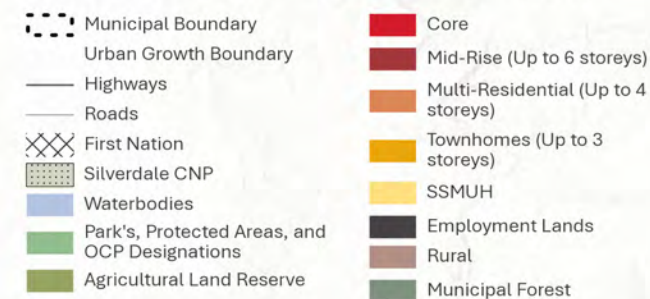 Municipal Boundary
Urban Growth Boundary
Highways
Roads
First Nation
Silverdale CNP
Waterbodies
Park's, Protected Areas, and
OCP Designations
Agricultural Land Reserve
Core
Mid-Rise (Up to 6 storeys)
Multi-Residential (Up to 4
storeys)
Townhomes (Up to 3
storeys)
SSMUH
Employment Lands
Rural
Municipal Forest